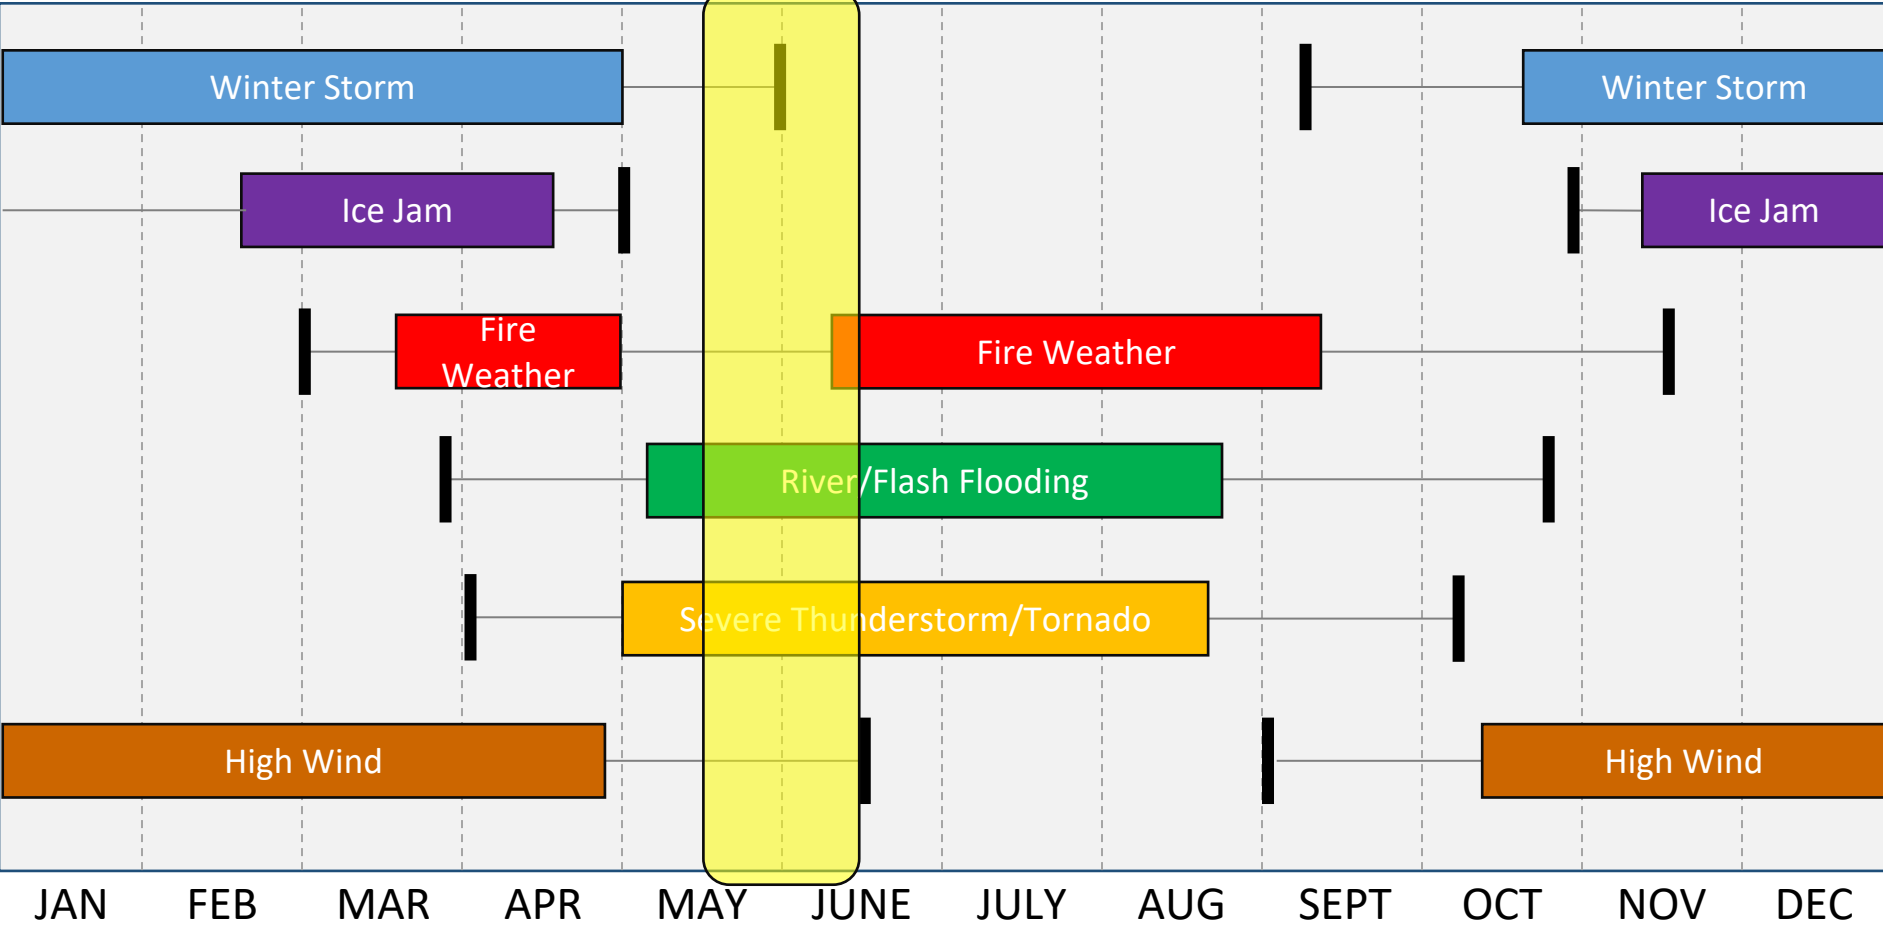 Winter Storm
Winter Storm
Ice Jam
Ice Jam
Fire
Weather
Fire Weather
River/Flash Flooding
Severe Thunderstorm/Tornado
High Wind
High Wind
JAN FEB MAR APR MAY JUNE JULY AUG SEPT OCT NOV DEC